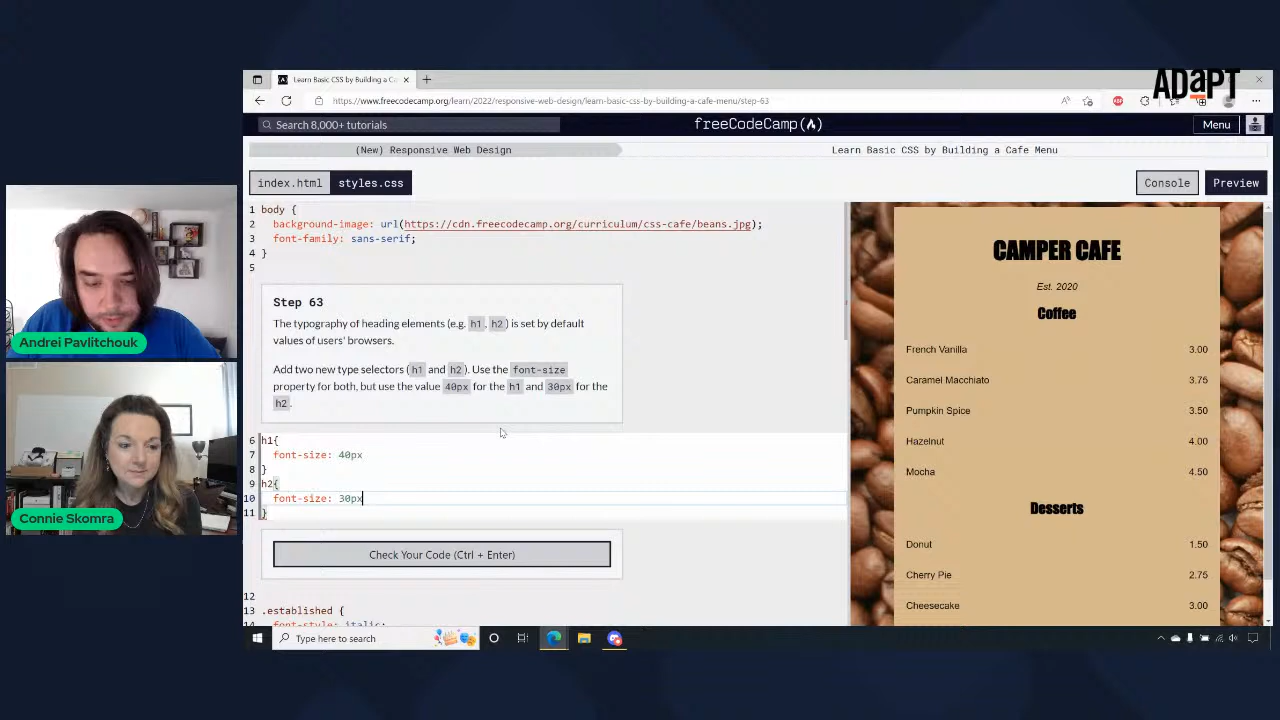 ADaPT
Learn Basic CSS by Building a Ca
https://www.freecodecamp.org/learn/2022/responsive-web-design/learn-basic-css-by-building-a-cafe-menu/step-63
Search 8,000+ tutorials
freeCodeCamp
Menu
(New) Responsive Web Design
Learn Basic CSS by Building a Cafe Menu
index.html
styles.css
Console
Preview
1 body {
2 background-image: url(https://cdn.freecodecamp.org/curriculum/css-cafe/beans.jpg);
3 font-family: sans-serif;
4 }
5
Step 63
The typography of heading elements (e.g. h1, h2) is set by default
values of users' browsers.
Add two new type selectors (h1 and h2). Use the font-size
property for both, but use the value 40px for the h1 and 30px for the
h2.
6 h1{
7 font-size: 40px
8 }
9 h2{
10 font-size: 30px
11 }
Check Your Code (Ctrl + Enter)
12
13 .established {
14 font-style: italic;
CAMPER CAFE
Est. 2020
Coffee
French Vanilla 3.00
Caramel Macchiato 3.75
Pumpkin Spice 3.50
Hazelnut 4.00
Mocha 4.50
Desserts
Donut 1.50
Cherry Pie 2.75
Cheesecake 3.00
Andrei Pavlitchouk
Connie Skomra
Type here to search